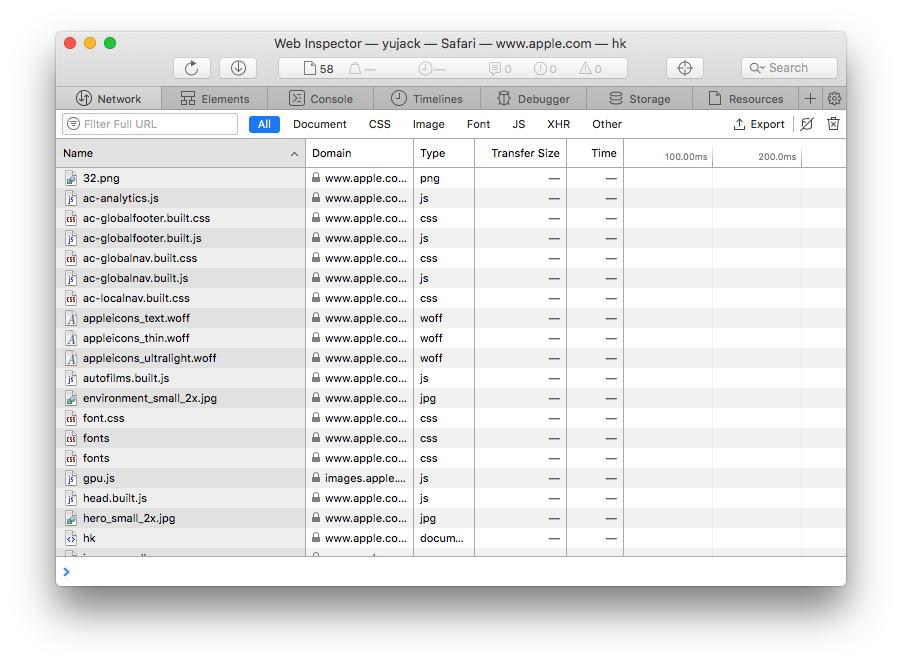 Web Inspector — yujack — Safari — www.apple.com — hk
58 — — 0 0 0 Search
Network Elements Console Timelines Debugger Storage Resources
Filter Full URL All Document CSS Image Font JS XHR Other Export
Name Domain Type Transfer Size Time 100.00ms 200.0ms
32.png www.apple.co... png — —
ac-analytics.js www.apple.co... js — —
ac-globalfooter.built.css www.apple.co... css — —
ac-globalfooter.built.js www.apple.co... js — —
ac-globalnav.built.css www.apple.co... css — —
ac-globalnav.built.js www.apple.co... js — —
ac-localnav.built.css www.apple.co... css — —
appleicons_text.woff www.apple.co... woff — —
appleicons_thin.woff www.apple.co... woff — —
appleicons_ultralight.woff www.apple.co... woff — —
autofilms.built.js www.apple.co... js — —
environment_small_2x.jpg www.apple.co... jpg — —
font.css www.apple.co... css — —
fonts www.apple.co... css — —
fonts www.apple.co... css — —
gpu.js images.apple.... js — —
head.built.js www.apple.co... js — —
hero_small_2x.jpg www.apple.co... jpg — —
hk www.apple.co... docum... — —